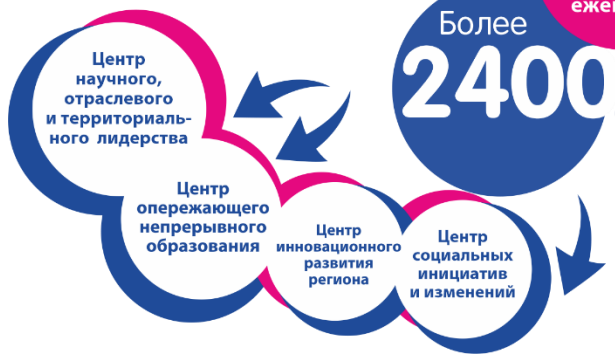 Более
2400
Центр
научного,
отраслевого
и территориаль-
ного лидерства
Центр
опережающего
непрерывного
образования
Центр
инновационного
развития
региона
Центр
социальных
инициатив
и изменений